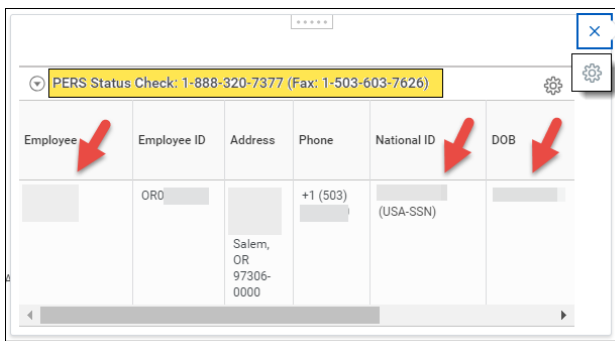 PERS Status Check: 1-888-320-7377 (Fax: 1-503-603-7626)
Employee Employee ID Address Phone National ID DOB
OR0 +1 (503)
(USA-SSN)
Salem,
OR
97306-
0000